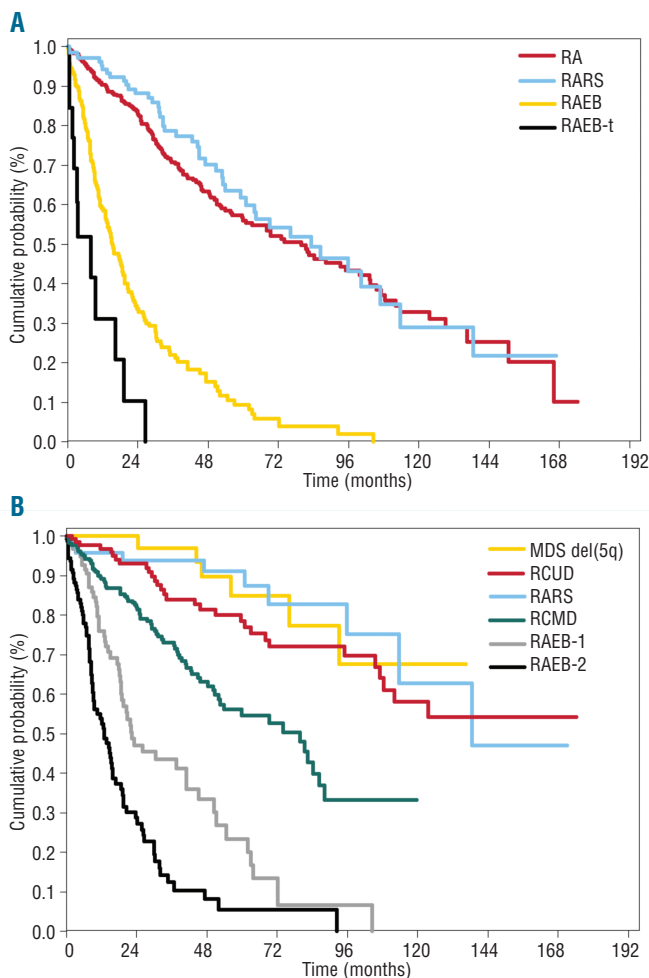 A
1.0
0.9
0.8
0.7
0.6
0.5
0.4
0.3
0.2
0.1
0.0
Cumulative probability (%)
RA
RARS
RAEB
RAEB-t
0 24 48 72 96 120 144 168 192
Time (months)
B
1.0
0.9
0.8
0.7
0.6
0.5
0.4
0.3
0.2
0.1
0.0
Cumulative probability (%)
MDS del(5q)
RCUD
RARS
RCMD
RAEB-1
RAEB-2
0 24 48 72 96 120 144 168 192
Time (months)